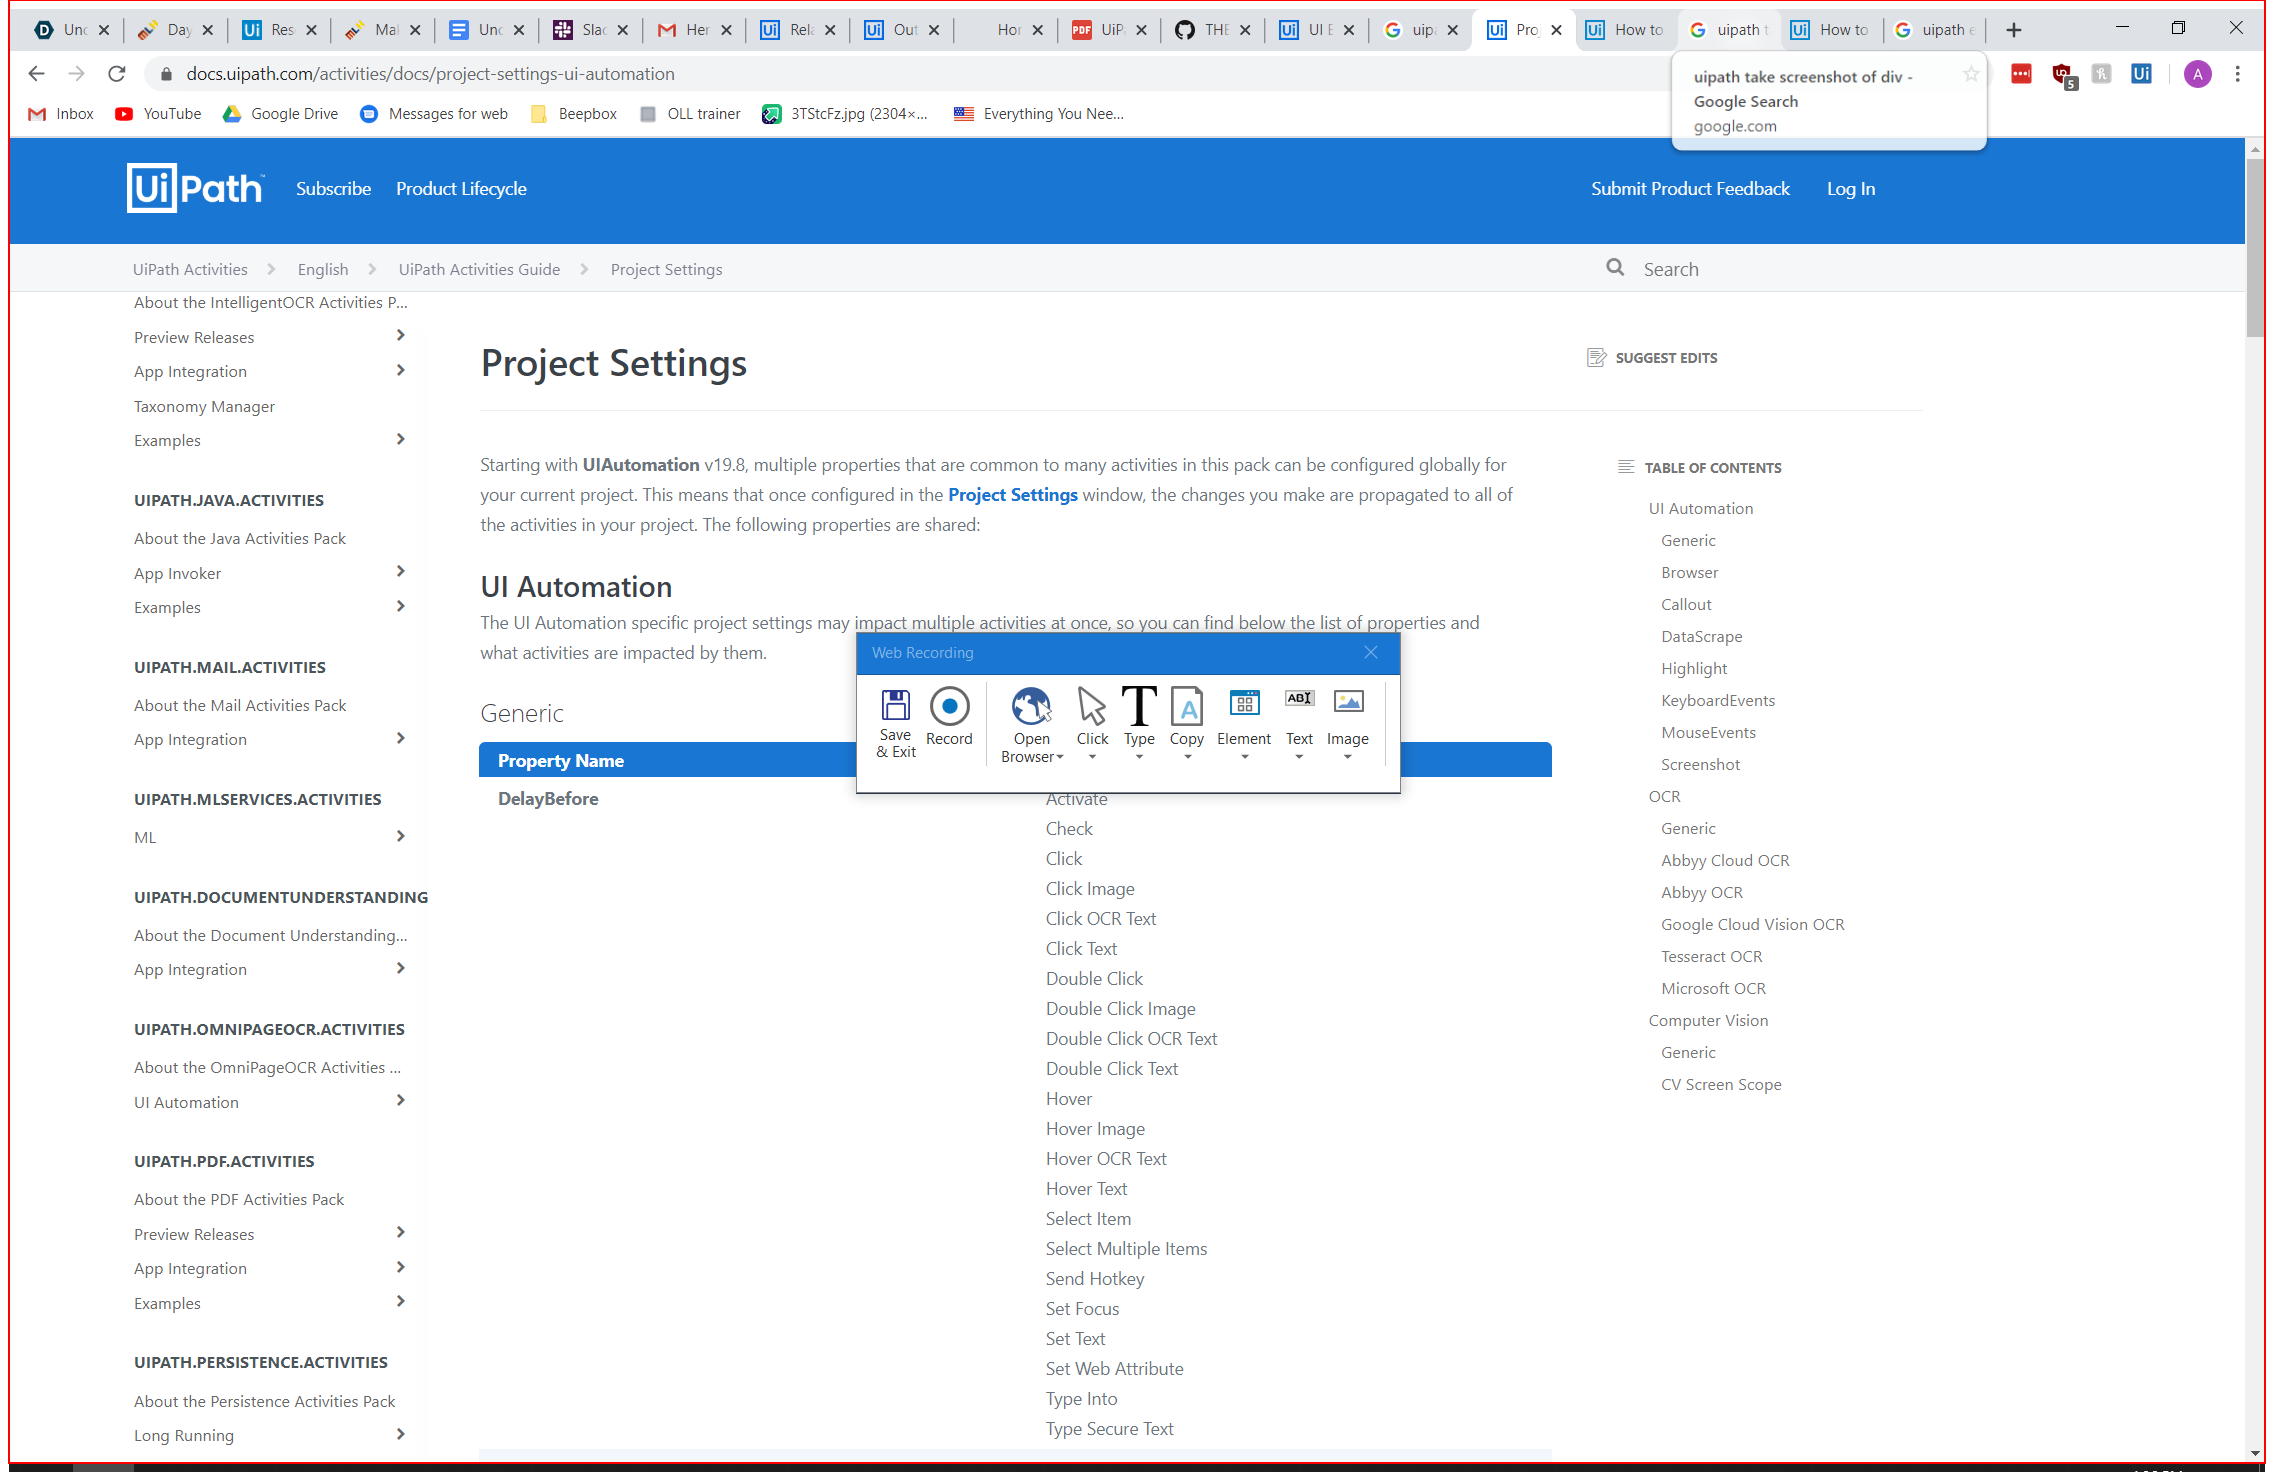 Unc
Day
Res
Mal
Unc
Slac
Her
Rela
Out
Hor
UiPa
THE
UI E
uipa
Proj
How to
uipath t
How to
uipath e
docs.uipath.com/activities/docs/project-settings-ui-automation
uipath take screenshot of div -
Google Search
google.com
5
A
Inbox
YouTube
Google Drive
Messages for web
Beepbox
OLL trainer
3TStcFz.jpg (2304×...
Everything You Nee...
UiPath
Subscribe
Product Lifecycle
Submit Product Feedback
Log In
UiPath Activities
English
UiPath Activities Guide
Project Settings
Search
About the IntelligentOCR Activities P...
Preview Releases
App Integration
Taxonomy Manager
Examples
UIPATH.JAVA.ACTIVITIES
About the Java Activities Pack
App Invoker
Examples
UIPATH.MAIL.ACTIVITIES
About the Mail Activities Pack
App Integration
UIPATH.MLSERVICES.ACTIVITIES
ML
UIPATH.DOCUMENTUNDERSTANDING
About the Document Understanding...
App Integration
UIPATH.OMNIPAGEOCR.ACTIVITIES
About the OmniPageOCR Activities ...
UI Automation
UIPATH.PDF.ACTIVITIES
About the PDF Activities Pack
Preview Releases
App Integration
Examples
UIPATH.PERSISTENCE.ACTIVITIES
About the Persistence Activities Pack
Long Running
Project Settings
Starting with UIAutomation v19.8, multiple properties that are common to many activities in this pack can be configured globally for
your current project. This means that once configured in the Project Settings window, the changes you make are propagated to all of
the activities in your project. The following properties are shared:
UI Automation
The UI Automation specific project settings may impact multiple activities at once, so you can find below the list of properties and
what activities are impacted by them.
Generic
Property Name
DelayBefore
Web Recording
Save
& Exit
Record
Open
Browser
Click
Type
Copy
Element
Text
Image
Activate
Check
Click
Click Image
Click OCR Text
Click Text
Double Click
Double Click Image
Double Click OCR Text
Double Click Text
Hover
Hover Image
Hover OCR Text
Hover Text
Select Item
Select Multiple Items
Send Hotkey
Set Focus
Set Text
Set Web Attribute
Type Into
Type Secure Text
SUGGEST EDITS
TABLE OF CONTENTS
UI Automation
Generic
Browser
Callout
DataScrape
Highlight
KeyboardEvents
MouseEvents
Screenshot
OCR
Generic
Abbyy Cloud OCR
Abbyy OCR
Google Cloud Vision OCR
Tesseract OCR
Microsoft OCR
Computer Vision
Generic
CV Screen Scope